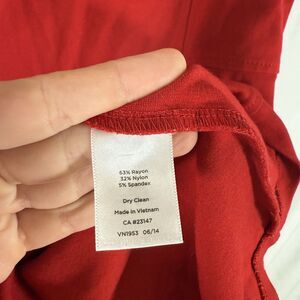 63% Rayon
32% Nylon
5% Spandex
Dry Clean
Made in Vietnam
CA #23147
VN1953 06/14